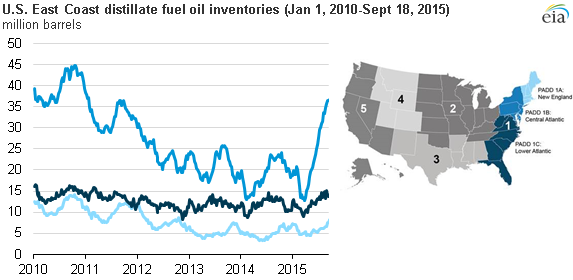 U.S. East Coast distillate fuel oil inventories (Jan 1, 2010-Sept 18, 2015)
million barrels
eia
50
45
40
35
30
25
20
15
10
5
0
2010 2011 2012 2013 2014 2015
PADD 1A:
New England
PADD 1B:
Central Atlantic
PADD 1C:
Lower Atlantic
1
2
3
4
5